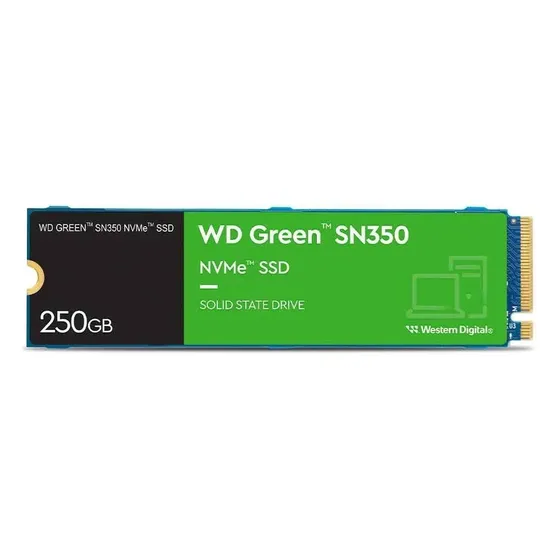 WD GREEN™ SN350 NVMe™ SSD
250GB
WD Green™ SN350
NVMe™ SSD
SOLID STATE DRIVE
Western Digital®